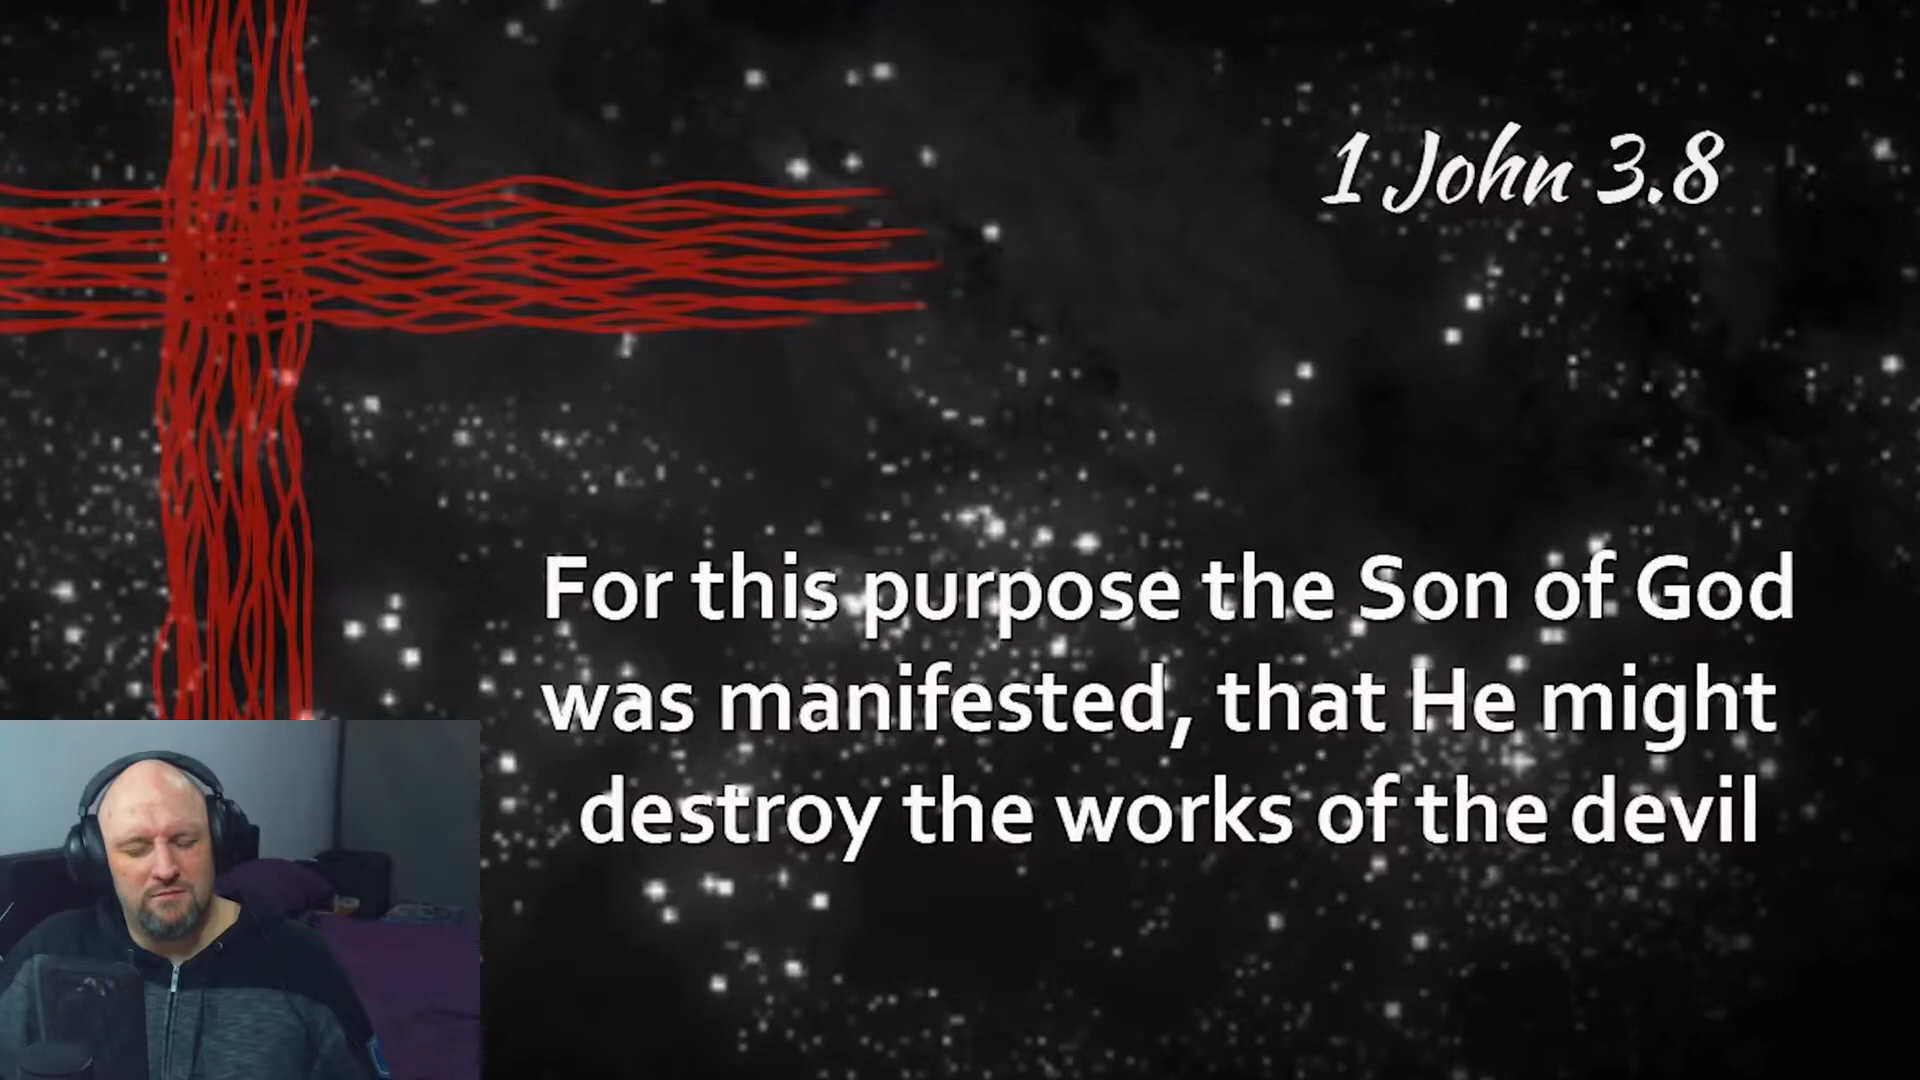 1 John 3.8
For this purpose the Son of God
was manifested, that He might
destroy the works of the devil